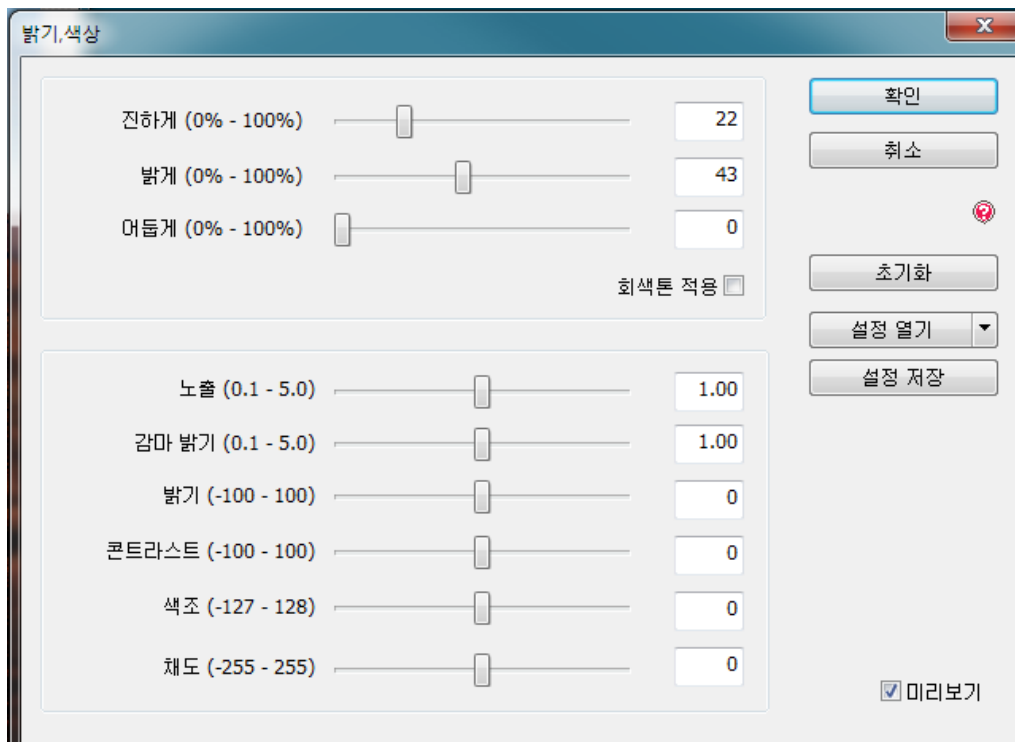 밝기,색상
진하게 (0% - 100%) 22
밝게 (0% - 100%) 43
어둡게 (0% - 100%) 0
회색톤 적용
노출 (0.1 - 5.0) 1.00
감마 밝기 (0.1 - 5.0) 1.00
밝기 (-100 - 100) 0
콘트라스트 (-100 - 100) 0
색조 (-127 - 128) 0
채도 (-255 - 255) 0
확인
취소
?
초기화
설정 열기
설정 저장
미리보기